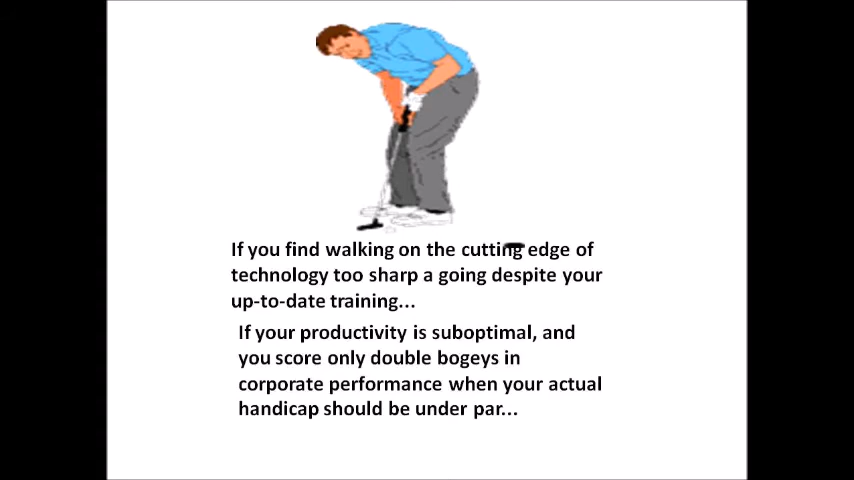 If you find walking on the cutting edge of
technology too sharp a going despite your
up-to-date training...
If your productivity is suboptimal, and
you score only double bogeys in
corporate performance when your actual
handicap should be under par...